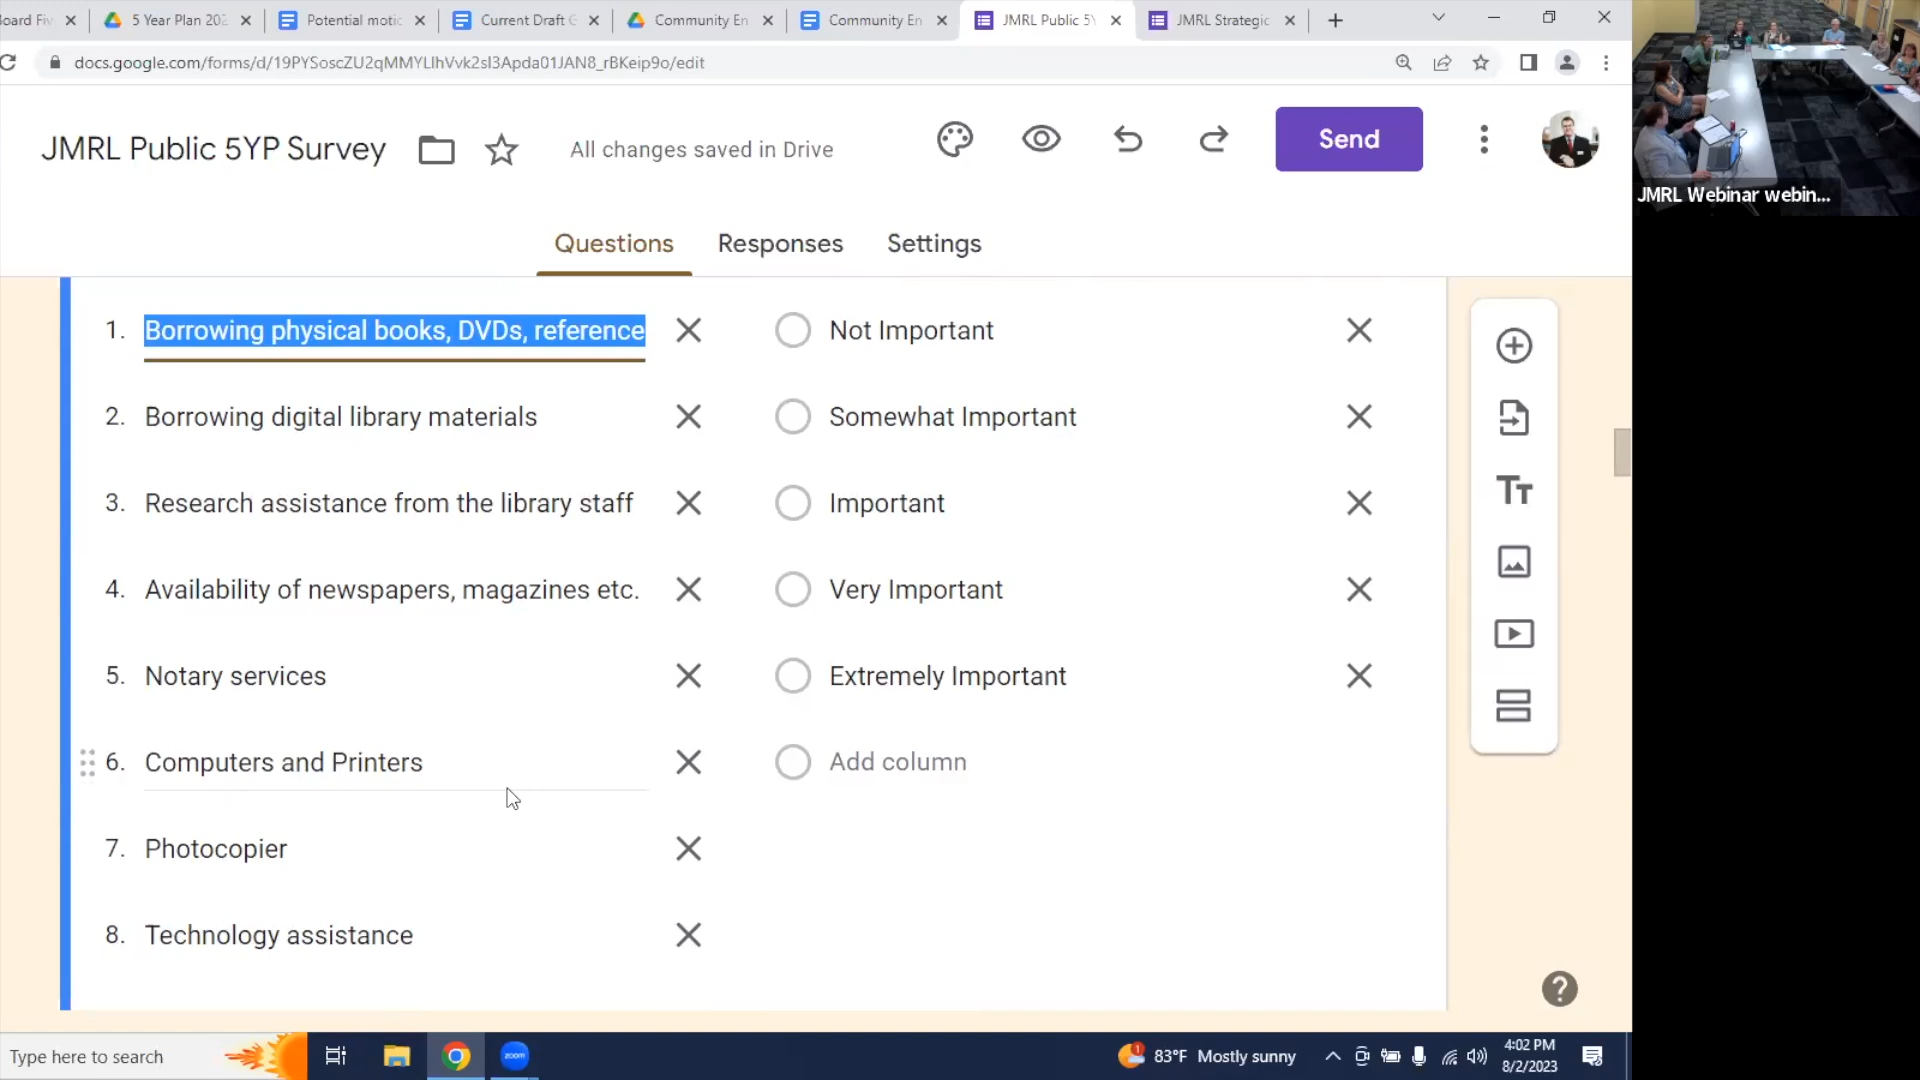 oard Fiv
5 Year Plan 202
Potential motic
Current Draft G
Community En
Community En
JMRL Public 5Y
JMRL Strategic
docs.google.com/forms/d/19PYSoscZU2qMMYLlhVvk2sI3Apda01JAN8_rBKeip9o/edit
JMRL Public 5YP Survey
All changes saved in Drive
Send
Questions
Responses
Settings
1. Borrowing physical books, DVDs, reference
Not Important
2. Borrowing digital library materials
Somewhat Important
3. Research assistance from the library staff
Important
4. Availability of newspapers, magazines etc.
Very Important
5. Notary services
Extremely Important
6. Computers and Printers
Add column
7. Photocopier
8. Technology assistance
Tт
?
JMRL Webinar webin...
Type here to search
zoom
1
83°F Mostly sunny
4:02 PM
8/2/2023